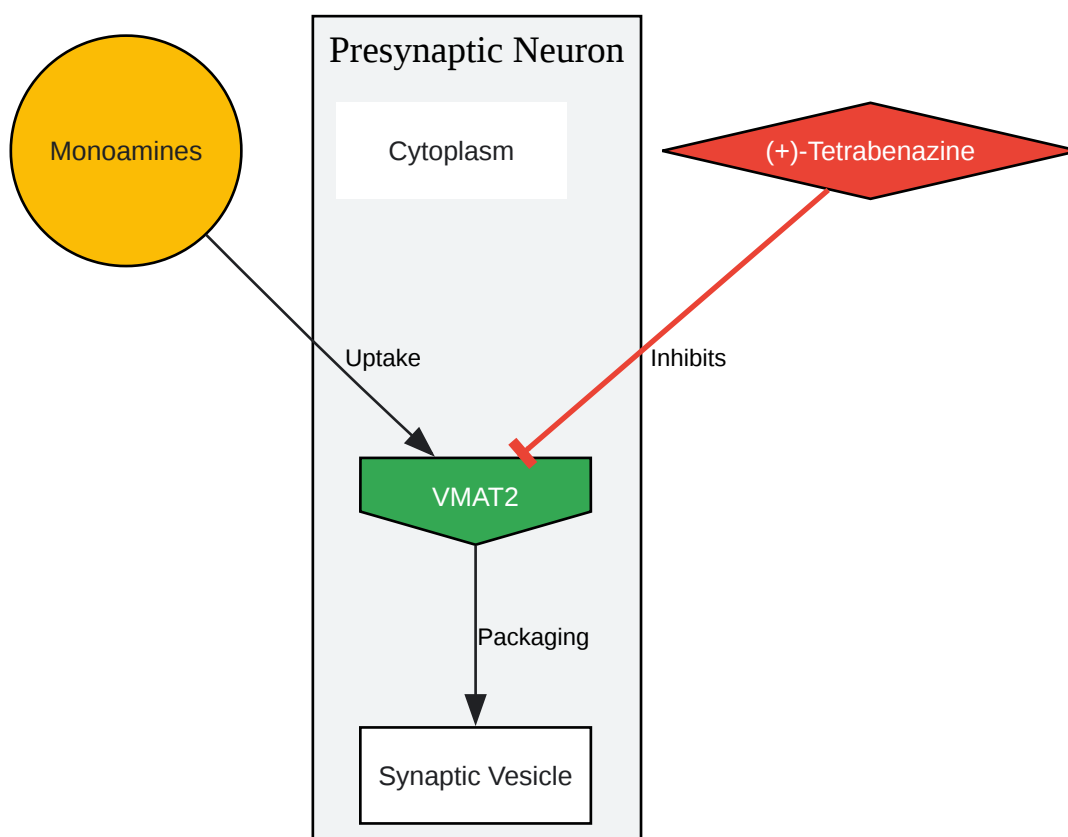 Presynaptic Neuron
Monoamines
Cytoplasm
(+)-Tetrabenazine
Uptake
Inhibits
VMAT2
Packaging
Synaptic Vesicle